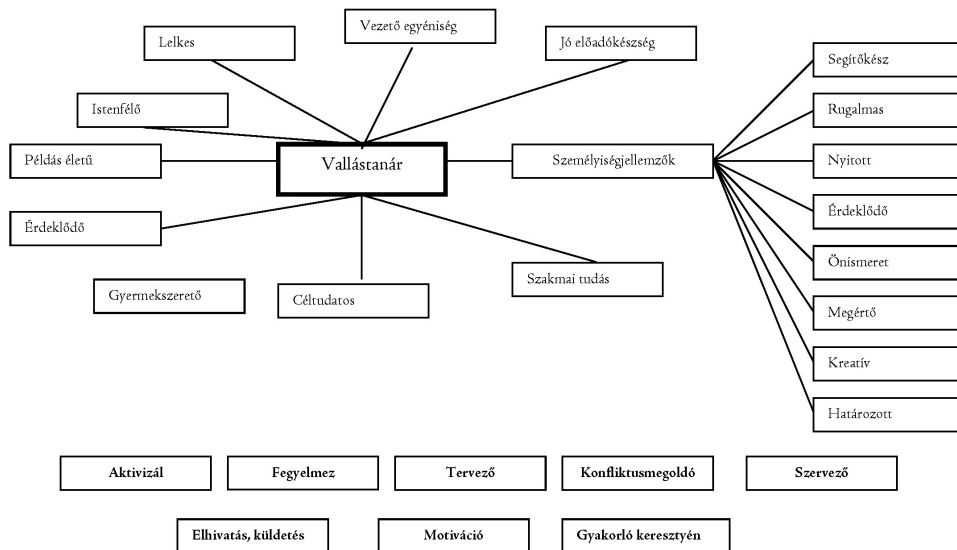 Vezető egyéniség
Lelkes
Jó előadókészség
Segítőkész
Istenfélő
Rugalmas
Példás életű
Vallástanár
Személyiségjellemzők
Nyitott
Érdeklődő
Érdeklődő
Önismeret
Szakmai tudás
Gyermekszerető
Céltudatos
Megértő
Kreatív
Határozott
Aktivizál
Fegyelmez
Tervező
Konfliktusmegoldó
Szervező
Elhivatás, küldetés
Motiváció
Gyakorló keresztyén